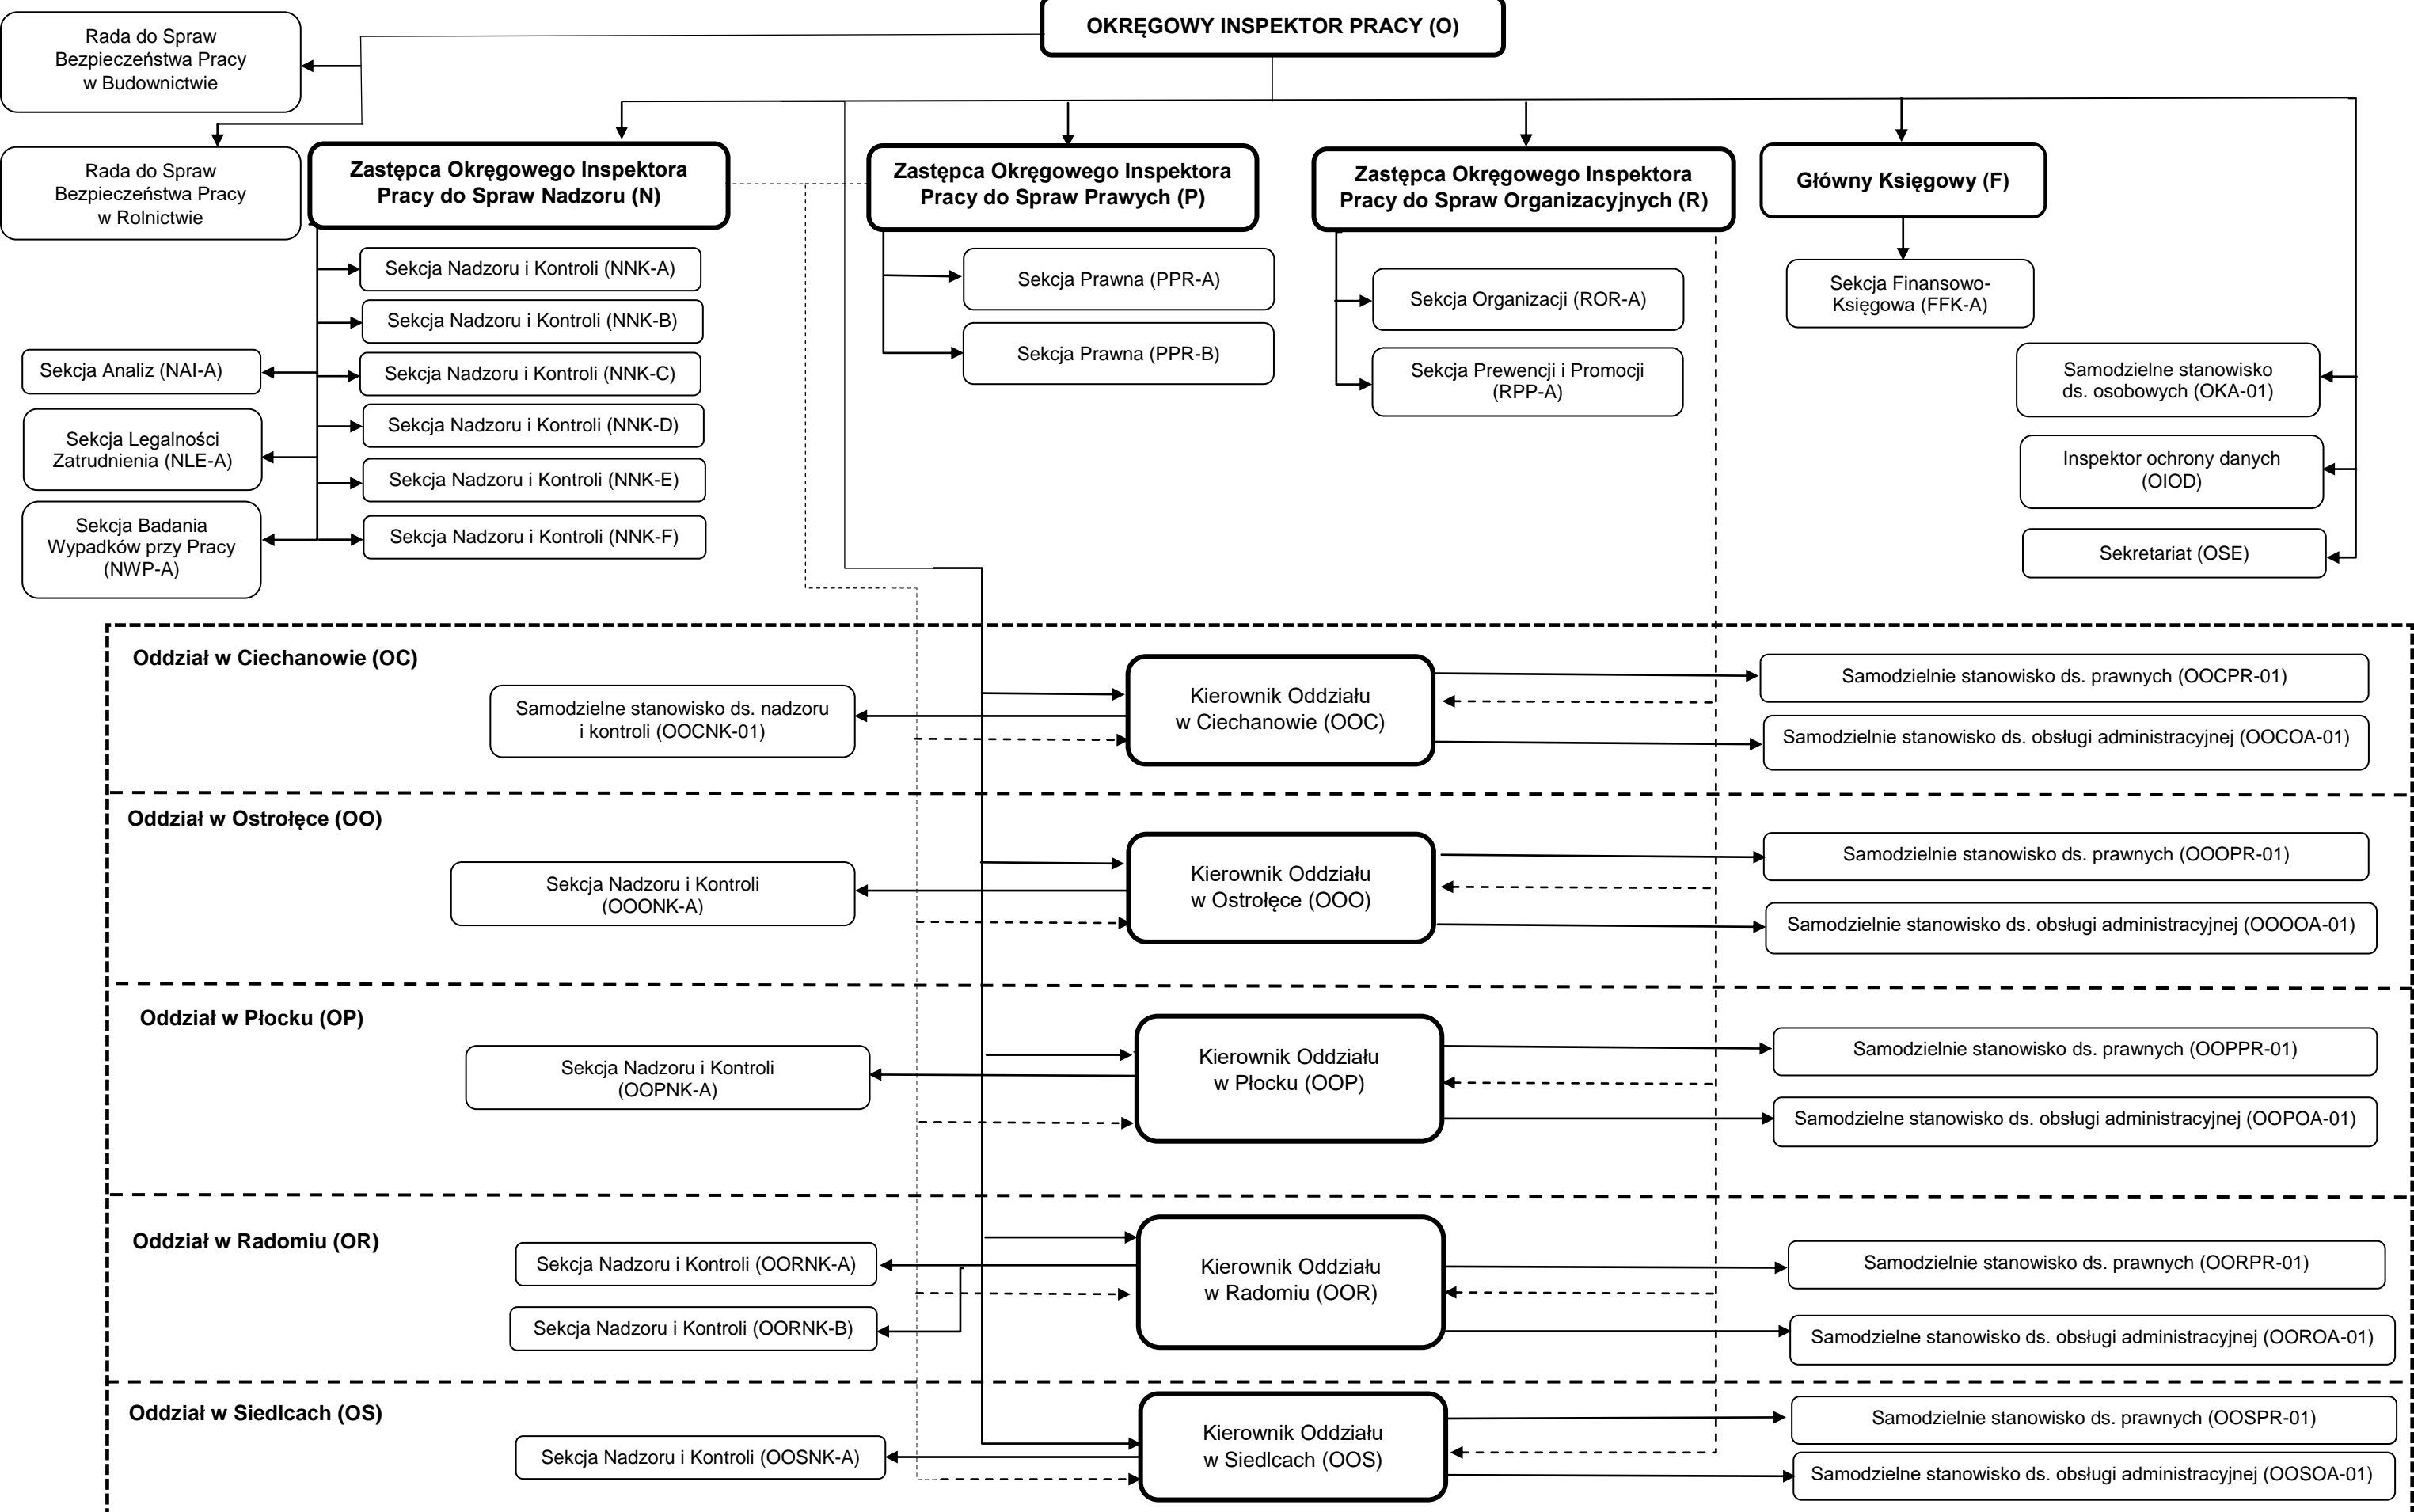 OKRĘGOWY INSPEKTOR PRACY (O)
Rada do Spraw
Bezpieczeństwa Pracy
w Budownictwie
Rada do Spraw
Bezpieczeństwa Pracy
w Rolnictwie
Zastępca Okręgowego Inspektora
Pracy do Spraw Nadzoru (N)
Zastępca Okręgowego Inspektora
Pracy do Spraw Prawych (P)
Zastępca Okręgowego Inspektora
Pracy do Spraw Organizacyjnych (R)
Główny Księgowy (F)
Sekcja Nadzoru i Kontroli (NNK-A)
Sekcja Nadzoru i Kontroli (NNK-B)
Sekcja Nadzoru i Kontroli (NNK-C)
Sekcja Nadzoru i Kontroli (NNK-D)
Sekcja Nadzoru i Kontroli (NNK-E)
Sekcja Nadzoru i Kontroli (NNK-F)
Sekcja Analiz (NAI-A)
Sekcja Legalności
Zatrudnienia (NLE-A)
Sekcja Badania
Wypadków przy Pracy
(NWP-A)
Sekcja Prawna (PPR-A)
Sekcja Prawna (PPR-B)
Sekcja Organizacji (ROR-A)
Sekcja Prewencji i Promocji
(RPP-A)
Sekcja Finansowo-
Księgowa (FFK-A)
Samodzielne stanowisko
ds. osobowych (OKA-01)
Inspektor ochrony danych
(OIOD)
Sekretariat (OSE)
Oddział w Ciechanowie (OC)
Samodzielne stanowisko ds. nadzoru
i kontroli (OOCNK-01)
Kierownik Oddziału
w Ciechanowie (OOC)
Samodzielnie stanowisko ds. prawnych (OOCPR-01)
Samodzielnie stanowisko ds. obsługi administracyjnej (OOCOA-01)
Oddział w Ostrołęce (OO)
Sekcja Nadzoru i Kontroli
(OOONK-A)
Kierownik Oddziału
w Ostrołęce (OOO)
Samodzielnie stanowisko ds. prawnych (OOOPR-01)
Samodzielnie stanowisko ds. obsługi administracyjnej (OOOOA-01)
Oddział w Płocku (OP)
Sekcja Nadzoru i Kontroli
(OOPNK-A)
Kierownik Oddziału
w Płocku (OOP)
Samodzielnie stanowisko ds. prawnych (OOPPR-01)
Samodzielne stanowisko ds. obsługi administracyjnej (OOPOA-01)
Oddział w Radomiu (OR)
Sekcja Nadzoru i Kontroli (OORNK-A)
Sekcja Nadzoru i Kontroli (OORNK-B)
Kierownik Oddziału
w Radomiu (OOR)
Samodzielnie stanowisko ds. prawnych (OORPR-01)
Samodzielne stanowisko ds. obsługi administracyjnej (OOROA-01)
Oddział w Siedlcach (OS)
Sekcja Nadzoru i Kontroli (OOSNK-A)
Kierownik Oddziału
w Siedlcach (OOS)
Samodzielnie stanowisko ds. prawnych (OOSPR-01)
Samodzielne stanowisko ds. obsługi administracyjnej (OOSOA-01)